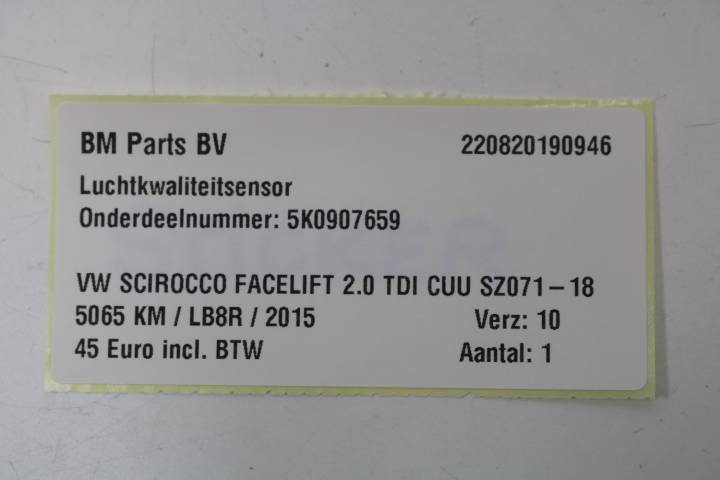 BM Parts BV 220820190946
Luchtkwaliteitsensor
Onderdeelnummer: 5K0907659
VW SCIROCCO FACELIFT 2.0 TDI CUU SZ071-18
5065 KM / LB8R / 2015 Verz: 10
45 Euro incl. BTW Aantal: 1